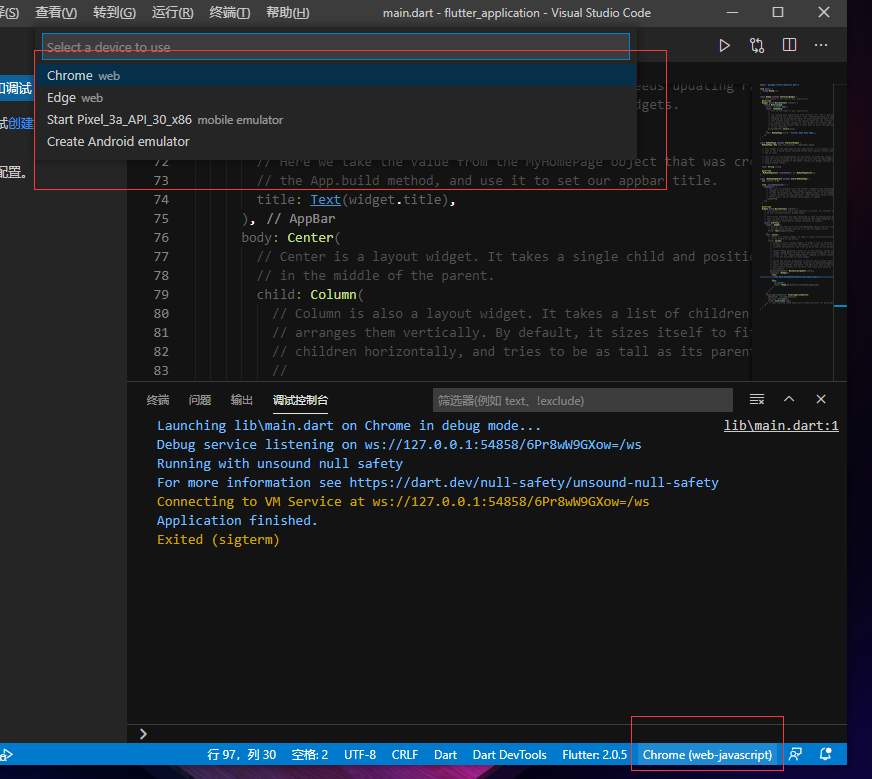 译(S) 查看(V) 转到(G) 运行(R) 终端(T) 帮助(H) main.dart - flutter_application - Visual Studio Code
Select a device to use
Chrome web
Edge web
Start Pixel_3a_API_30_x86 mobile emulator
Create Android emulator
和调试
创建
配置。
72 // Here we take the value from the MyHomePage object that was cre
73 // the App.build method, and use it to set our appbar title.
74 title: Text(widget.title),
75 ), // AppBar
76 body: Center(
77 // Center is a layout widget. It takes a single child and positio
78 // in the middle of the parent.
79 child: Column(
80 // Column is also a layout widget. It takes a list of children
81 // arranges them vertically. By default, it sizes itself to fi
82 // children horizontally, and tries to be as tall as its paren
83 //
终端 问题 输出 调试控制台 筛选器(例如 text、!exclude)
Launching lib\main.dart on Chrome in debug mode... lib\main.dart:1
Debug service listening on ws://127.0.0.1:54858/6Pr8wW9GXow=/ws
Running with unsound null safety
For more information see https://dart.dev/null-safety/unsound-null-safety
Connecting to VM Service at ws://127.0.0.1:54858/6Pr8wW9GXow=/ws
Application finished.
Exited (sigterm)
行 97，列 30 空格: 2 UTF-8 CRLF Dart Dart DevTools Flutter: 2.0.5 Chrome (web-javascript)